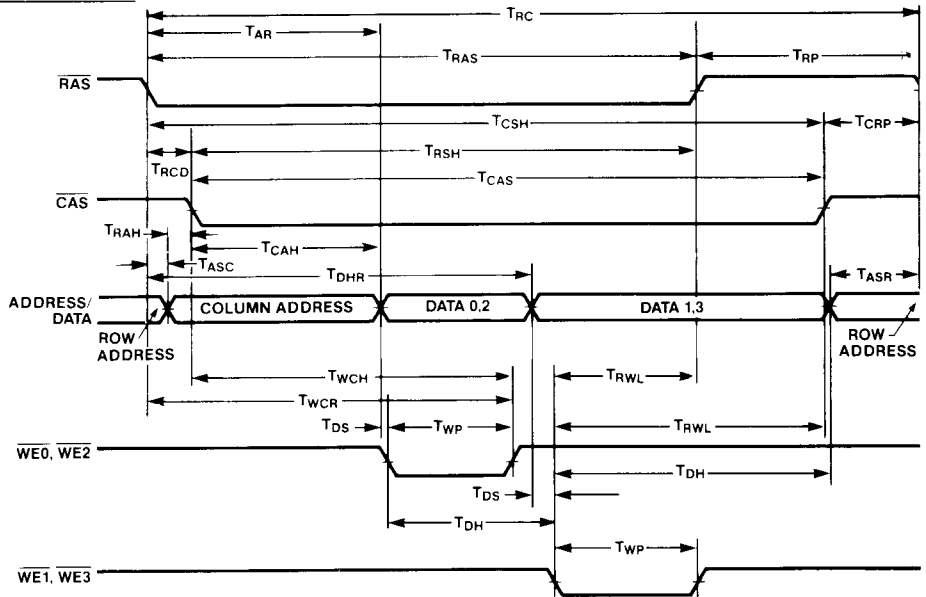 TRC
TAR
TRAS
TRP
RAS
TCSH
TCRP
TRCD
TRSH
TCAS
CAS
TRAH
TCAH
TASC
TDHR
TASR
ADDRESS/
DATA
COLUMN ADDRESS
DATA 0,2
DATA 1,3
ROW
ADDRESS
ROW
ADDRESS
TWCH
TRWL
TWCR
TDS
TWP
TRWL
WE0, WE2
TDH
TDS
TDH
TWP
WE1, WE3